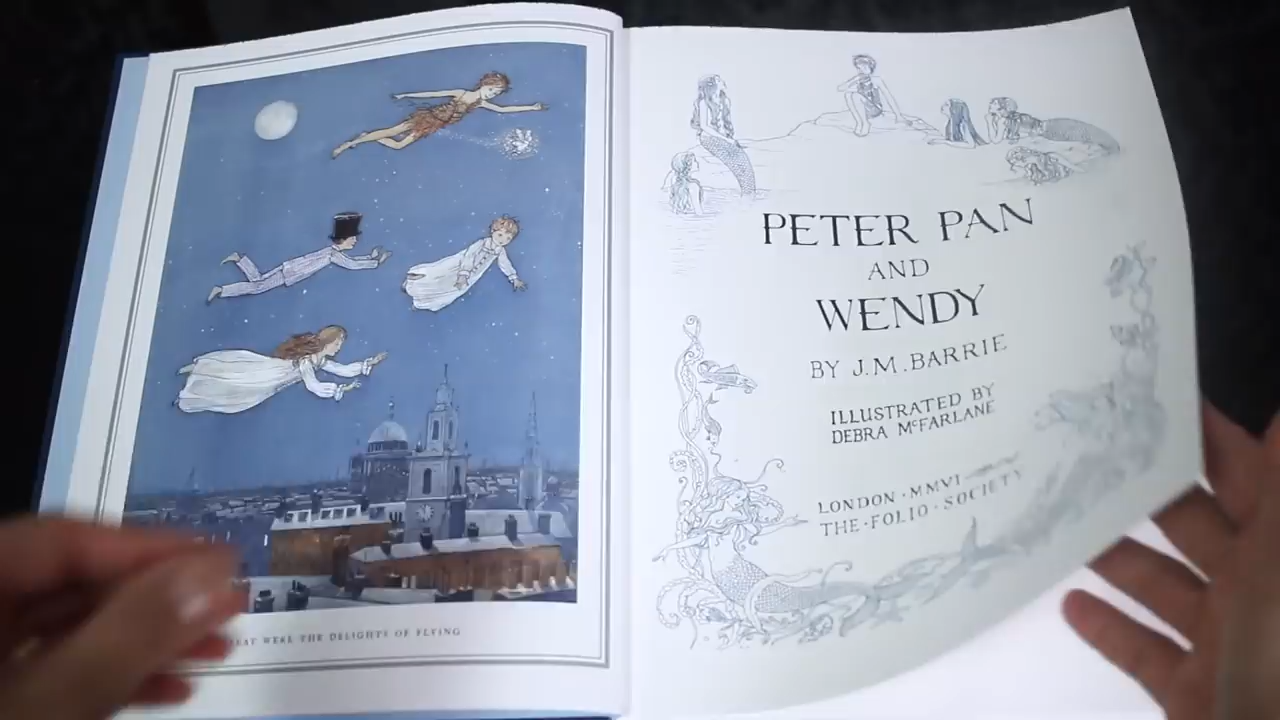 WERE THE DELIGHTS OF FLYING
PETER PAN
AND
WENDY
BY J.M.BARRIE
ILLUSTRATED BY
DEBRA McFARLANE
LONDON·MMVI
THE·FOLIO·SOCIETY